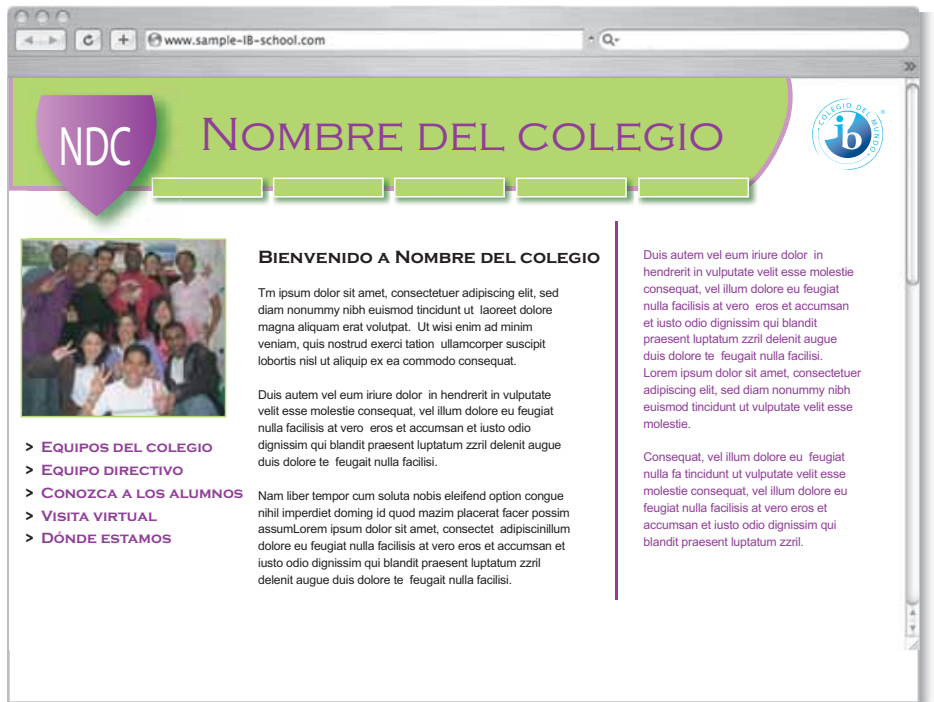 www.sample-IB-school.com
NDC
Nombre del colegio
COLEGIO DEL MUNDO
ib
®
Bienvenido a Nombre del colegio
Tm ipsum dolor sit amet, consectetuer adipiscing elit, sed
diam nonummy nibh euismod tincidunt ut laoreet dolore
magna aliquam erat volutpat. Ut wisi enim ad minim
veniam, quis nostrud exerci tation ullamcorper suscipit
lobortis nisl ut aliquip ex ea commodo consequat.
Duis autem vel eum iriure dolor in hendrerit in vulputate
velit esse molestie consequat, vel illum dolore eu feugiat
nulla facilisis at vero eros et accumsan et iusto odio
dignissim qui blandit praesent luptatum zzril delenit augue
duis dolore te feugait nulla facilisi.
Nam liber tempor cum soluta nobis eleifend option congue
nihil imperdiet doming id quod mazim placerat facer possim
assumLorem ipsum dolor sit amet, consectet adipiscinillum
dolore eu feugiat nulla facilisis at vero eros et accumsan et
iusto odio dignissim qui blandit praesent luptatum zzril
delenit augue duis dolore te feugait nulla facilisi.
> Equipos del colegio
> Equipo directivo
> Conozca a los alumnos
> Visita virtual
> Dónde estamos
Duis autem vel eum iriure dolor in
hendrerit in vulputate velit esse molestie
consequat, vel illum dolore eu feugiat
nulla facilisis at vero eros et accumsan
et iusto odio dignissim qui blandit
praesent luptatum zzril delenit augue
duis dolore te feugait nulla facilisi.
Lorem ipsum dolor sit amet, consectetuer
adipiscing elit, sed diam nonummy nibh
euismod tincidunt ut vulputate velit esse
molestie.
Consequat, vel illum dolore eu feugiat
nulla fa tincidunt ut vulputate velit esse
molestie consequat, vel illum dolore eu
feugiat nulla facilisis at vero eros et
accumsan et iusto odio dignissim qui
blandit praesent luptatum zzril.